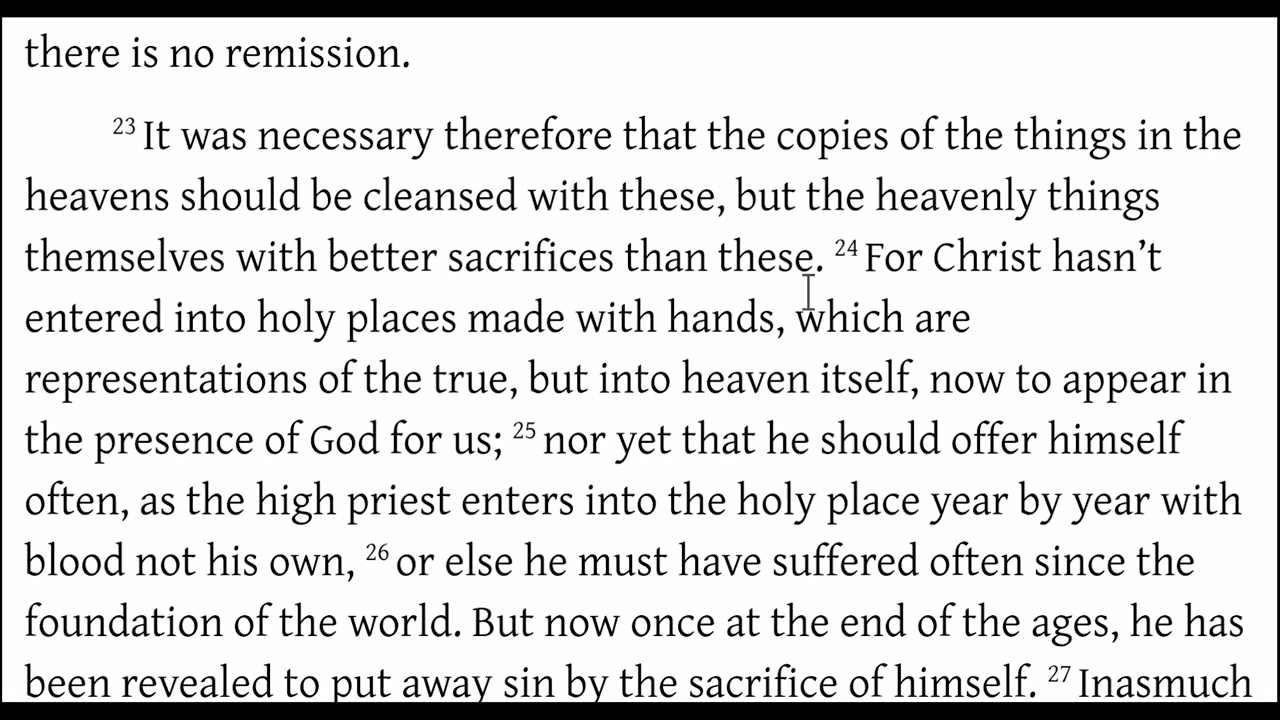 there is no remission.
23 It was necessary therefore that the copies of the things in the
heavens should be cleansed with these, but the heavenly things
themselves with better sacrifices than these. 24 For Christ hasn’t
entered into holy places made with hands, which are
representations of the true, but into heaven itself, now to appear in
the presence of God for us; 25 nor yet that he should offer himself
often, as the high priest enters into the holy place year by year with
blood not his own, 26 or else he must have suffered often since the
foundation of the world. But now once at the end of the ages, he has
been revealed to put away sin by the sacrifice of himself. 27 Inasmuch